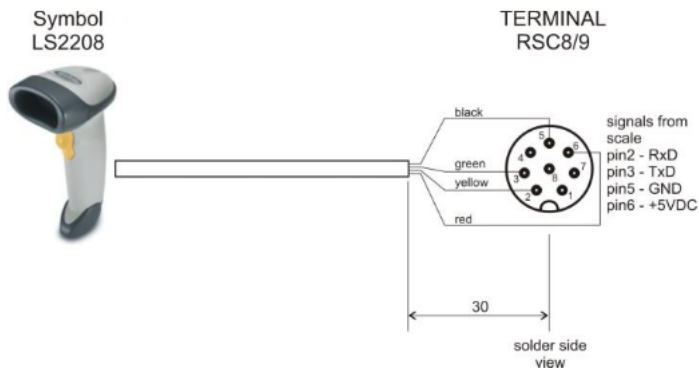 Symbol
LS2208
TERMINAL
RSC8/9
black
green
yellow
red
5
4
6
3
8
7
2
1
signals from
scale
pin2 - RxD
pin3 - TxD
pin5 - GND
pin6 - +5VDC
30
solder side
view